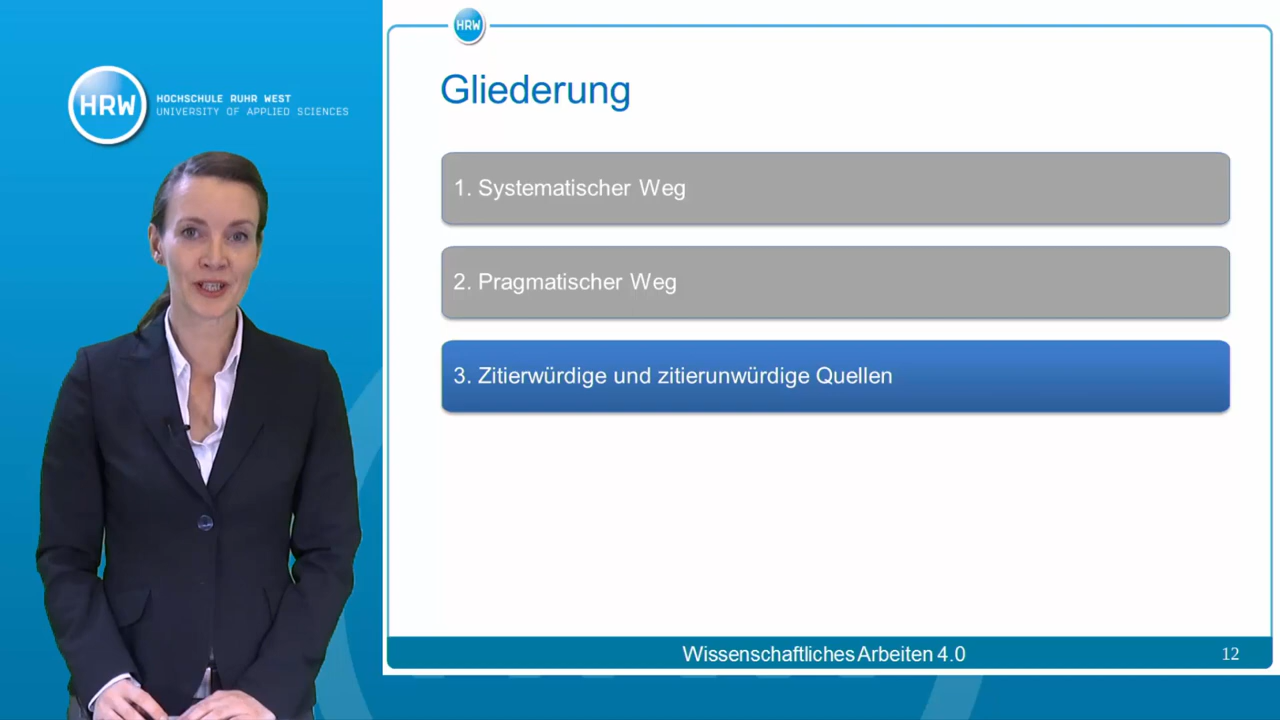 HRW
HOCHSCHULE RUHR WEST
UNIVERSITY OF APPLIED SCIENCES
HRW
Gliederung
1. Systematischer Weg
2. Pragmatischer Weg
3. Zitierwürdige und zitierunwürdige Quellen
Wissenschaftliches Arbeiten 4.0
12